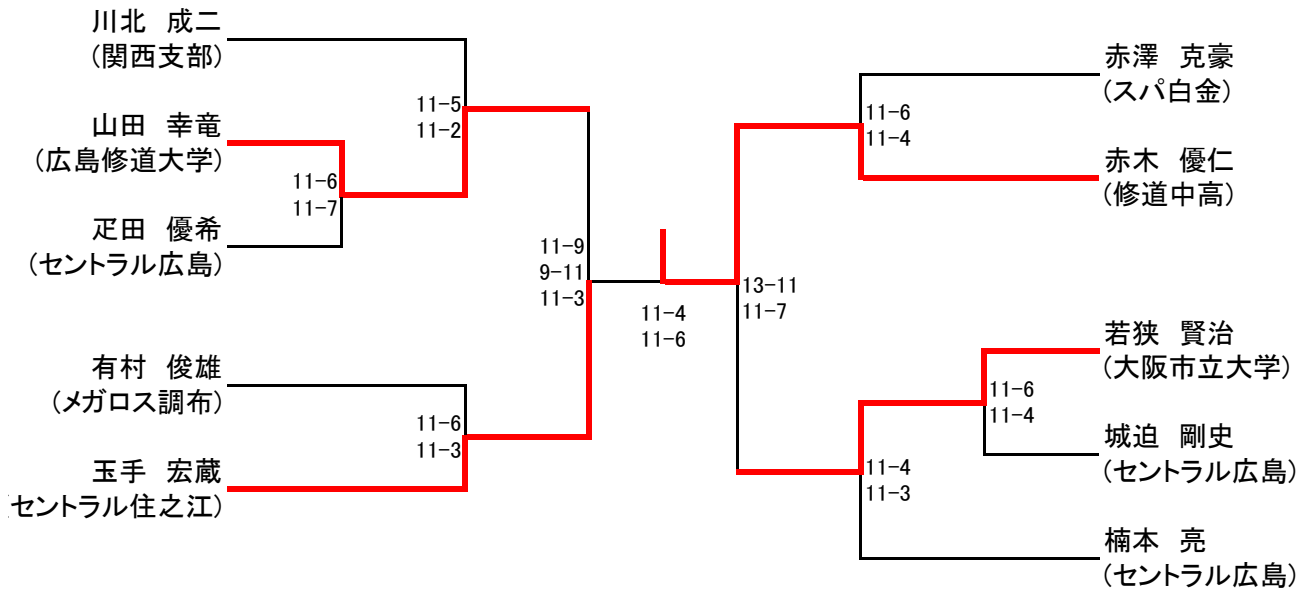 川北 成二
(関西支部)
山田 幸竜
(広島修道大学)
疋田 優希
(セントラル広島)
有村 俊雄
(メガロス調布)
玉手 宏蔵
(セントラル住之江)
11-5
11-2
11-6
11-7
11-6
11-3
11-9
9-11
11-3
11-4
11-6
13-11
11-7
11-6
11-4
11-6
11-4
11-4
11-3
赤澤 克豪
(スパ白金)
赤木 優仁
(修道中高)
若狭 賢治
(大阪市立大学)
城迫 剛史
(セントラル広島)
楠本 亮
(セントラル広島)